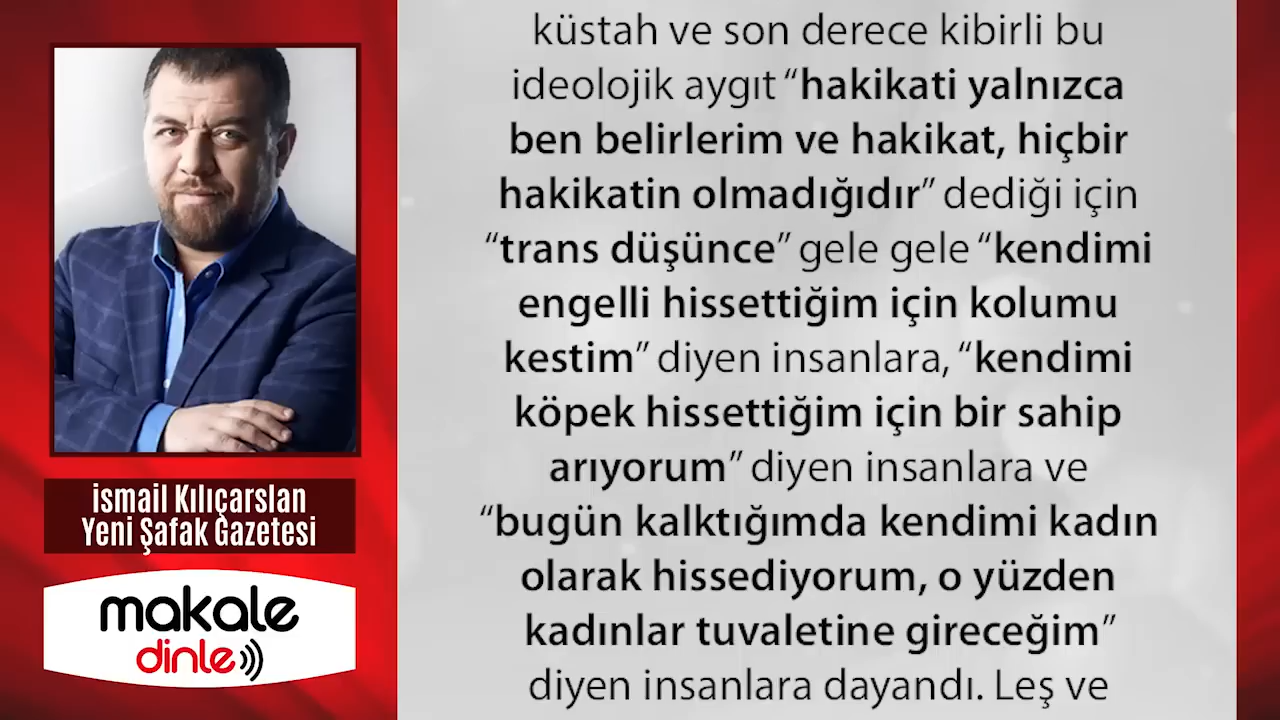 küstah ve son derece kibirli bu
ideolojik aygıt “hakikati yalnızca
ben belirlerim ve hakikat, hiçbir
hakikatin olmadığıdır” dediği için
“trans düşünce” gele gele “kendimi
engelli hissettiğim için kolumu
kestim” diyen insanlara, “kendimi
köpek hissettiğim için bir sahip
arıyorum” diyen insanlara ve
“bugün kalktığımda kendimi kadın
olarak hissediyorum, o yüzden
kadınlar tuvaletine gireceğim”
diyen insanlara dayandı. Leş ve
ismail Kılıçarslan
Yeni Şafak Gazetesi
makale
dinle